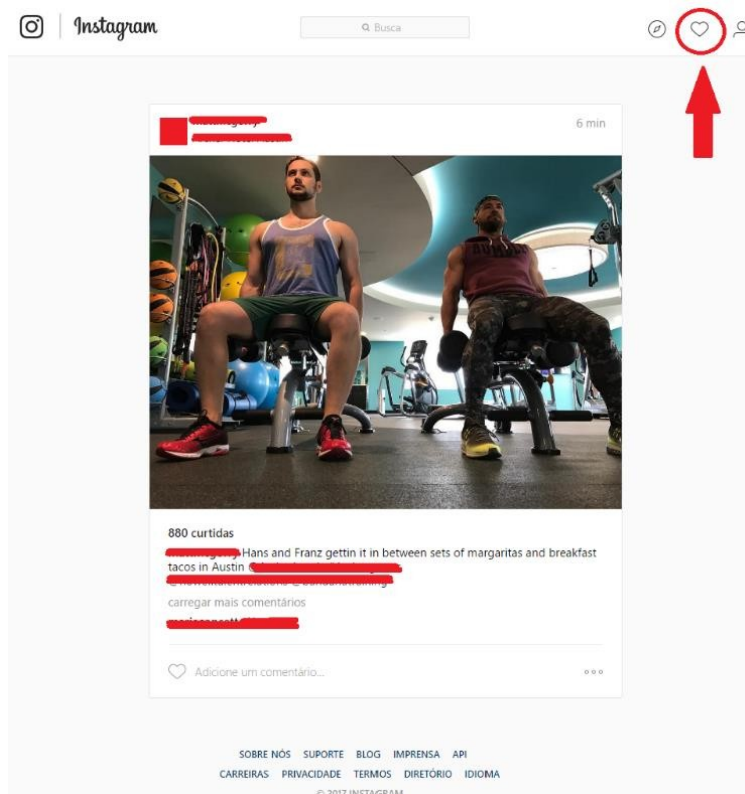 Instagram
Busca
6 min
880 curtidas
Hans and Franz gettin it in between sets of margaritas and breakfast
tacos in Austin
carregar mais comentários
Adicione um comentário...
SOBRE NÓS SUPORTE BLOG IMPRENSA API
CARREIRAS PRIVACIDADE TERMOS DIRETÓRIO IDIOMA
© 2017 INSTAGRAM